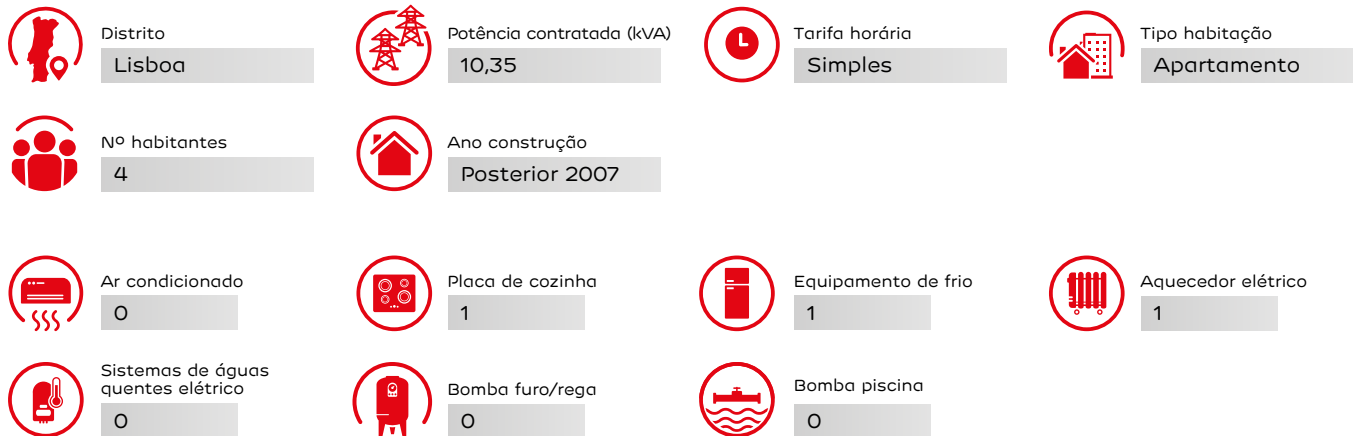 Distrito
Lisboa
Potência contratada (kVA)
10,35
Tarifa horária
Simples
Tipo habitação
Apartamento
Nº habitantes
4
Ano construção
Posterior 2007
Ar condicionado
0
Placa de cozinha
1
Equipamento de frio
1
Aquecedor elétrico
1
Sistemas de águas
quentes elétrico
0
Bomba furo/rega
0
Bomba piscina
0